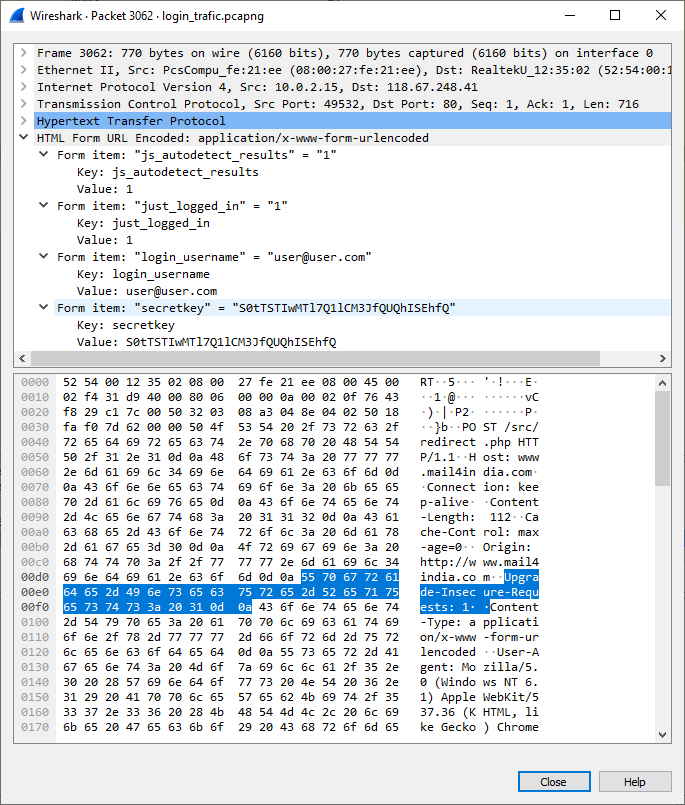 Wireshark · Packet 3062 · login_trafic.pcapng
Frame 3062: 770 bytes on wire (6160 bits), 770 bytes captured (6160 bits) on interface 0
Ethernet II, Src: PcsCompu_fe:21:ee (08:00:27:fe:21:ee), Dst: RealtekU_12:35:02 (52:54:00:1
Internet Protocol Version 4, Src: 10.0.2.15, Dst: 118.67.248.41
Transmission Control Protocol, Src Port: 49532, Dst Port: 80, Seq: 1, Ack: 1, Len: 716
Hypertext Transfer Protocol
HTML Form URL Encoded: application/x-www-form-urlencoded
Form item: "js_autodetect_results" = "1"
Key: js_autodetect_results
Value: 1
Form item: "just_logged_in" = "1"
Key: just_logged_in
Value: 1
Form item: "login_username" = "user@user.com"
Key: login_username
Value: user@user.com
Form item: "secretkey" = "S0tTSTIwMTl7Q1lCM3JfQUQhISEhfQ"
Key: secretkey
Value: S0tTSTIwMTl7Q1lCM3JfQUQhISEhfQ
0000 52 54 00 12 35 02 08 00 27 fe 21 ee 08 00 45 00 RT··5··· '·!···E·
0010 02 f4 31 d9 40 00 80 06 00 00 0a 00 02 0f 76 43 ··1·@··· ······vC
0020 f8 29 c1 7c 00 50 32 03 08 a3 04 8e 04 02 50 18 ·)·|·P2· ······P·
0030 fa f0 7d 62 00 00 50 4f 53 54 20 2f 73 72 63 2f ··}b··PO ST /src/
0040 72 65 64 69 72 65 63 74 2e 70 68 70 20 48 54 54 redirect .php HTT
0050 50 2f 31 2e 31 0d 0a 48 6f 73 74 3a 20 77 77 77 P/1.1··H ost: www
0060 2e 6d 61 69 6c 34 69 6e 64 69 61 2e 63 6f 6d 0d .mail4in dia.com·
0070 0a 43 6f 6e 6e 65 63 74 69 6f 6e 3a 20 6b 65 65 ·Connect ion: kee
0080 70 2d 61 6c 69 76 65 0d 0a 43 6f 6e 74 65 6e 74 p-alive· ·Content
0090 2d 4c 65 6e 67 74 68 3a 20 31 31 32 0d 0a 43 61 -Length: 112··Ca
00a0 63 68 65 2d 43 6f 6e 74 72 6f 6c 3a 20 6d 61 78 che-Cont rol: max
00b0 2d 61 67 65 3d 30 0d 0a 4f 72 69 67 69 6e 3a 20 -age=0·· Origin:
00c0 68 74 74 70 3a 2f 2f 77 77 77 2e 6d 61 69 6c 34 http://w ww.mail4
00d0 69 6e 64 69 61 2e 63 6f 6d 0d 0a 55 70 67 72 61 india.co m··Upgra
00e0 64 65 2d 49 6e 73 65 63 75 72 65 2d 52 65 71 75 de-Insec ure-Requ
00f0 65 73 74 73 3a 20 31 0d 0a 43 6f 6e 74 65 6e 74 ests: 1· ·Content
0100 2d 54 79 70 65 3a 20 61 70 70 6c 69 63 61 74 69 -Type: a pplicati
0110 6f 6e 2f 78 2d 77 77 77 2d 66 6f 72 6d 2d 75 72 on/x-www -form-ur
0120 6c 65 6e 63 6f 64 65 64 0d 0a 55 73 65 72 2d 41 lencoded ··User-A
0130 67 65 6e 74 3a 20 4d 6f 7a 69 6c 6c 61 2f 35 2e gent: Mo zilla/5.
0140 30 20 28 57 69 6e 64 6f 77 73 20 4e 54 20 36 2e 0 (Windo ws NT 6.
0150 31 29 20 41 70 70 6c 65 57 65 62 4b 69 74 2f 35 1) Apple WebKit/5
0160 33 37 2e 33 36 20 28 4b 48 54 4d 4c 2c 20 6c 69 37.36 (K HTML, li
0170 6b 65 20 47 65 63 6b 6f 29 20 43 68 72 6f 6d 65 ke Gecko ) Chrome
Close Help